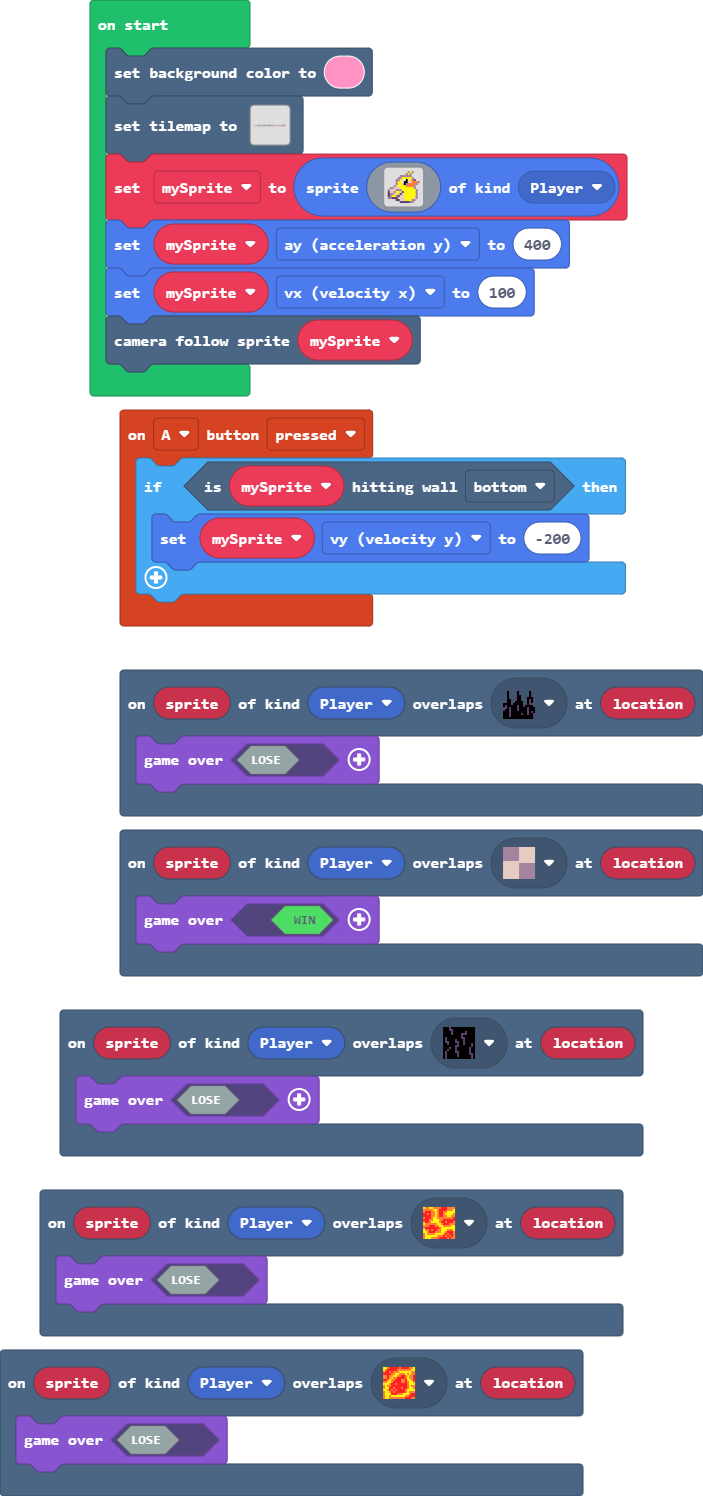 on start
set background color to
set tilemap to
set mySprite to sprite of kind Player
set mySprite ay (acceleration y) to 400
set mySprite vx (velocity x) to 100
camera follow sprite mySprite
on A button pressed
if is mySprite hitting wall bottom then
set mySprite vy (velocity y) to -200
on sprite of kind Player overlaps at location
game over LOSE
on sprite of kind Player overlaps at location
game over WIN
on sprite of kind Player overlaps at location
game over LOSE
on sprite of kind Player overlaps at location
game over LOSE
on sprite of kind Player overlaps at location
game over LOSE